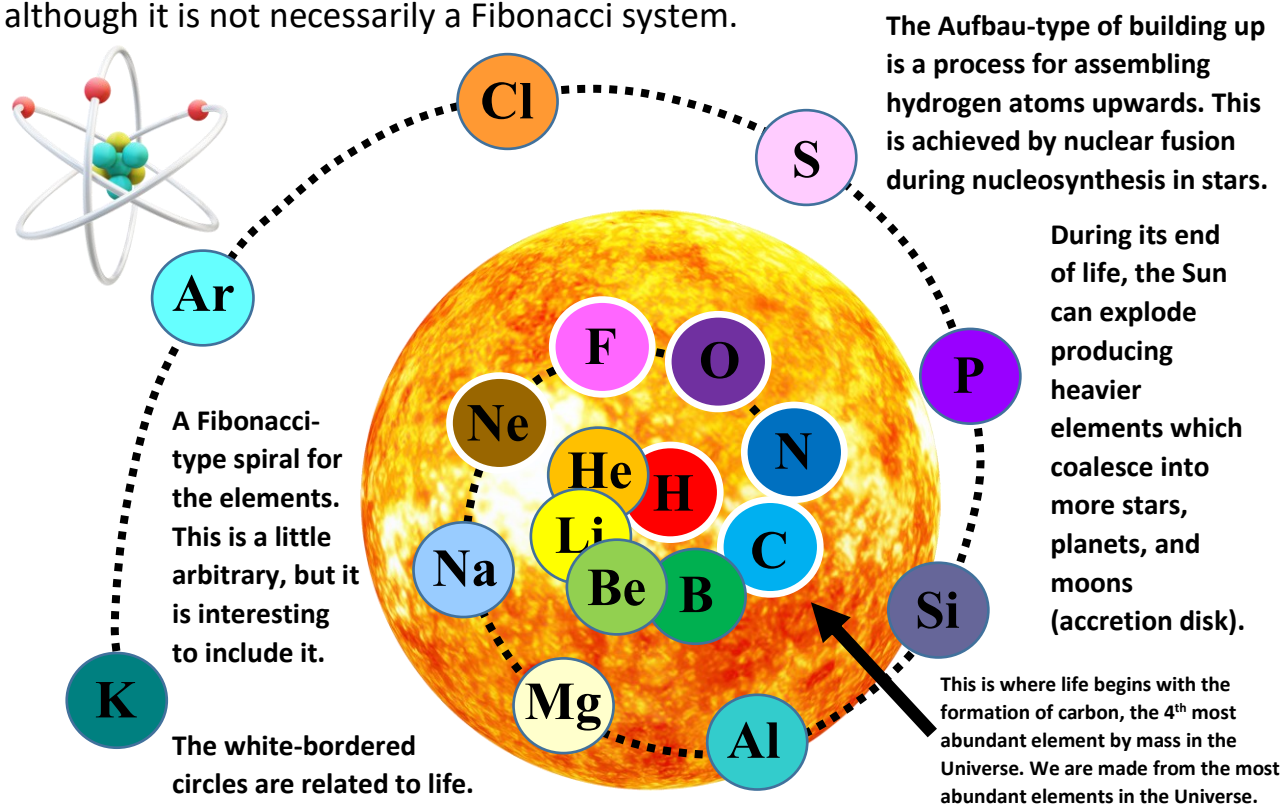 although it is not necessarily a Fibonacci system.
The Aufbau-type of building up
is a process for assembling
hydrogen atoms upwards. This
is achieved by nuclear fusion
during nucleosynthesis in stars.
Cl
S
Ar
During its end
of life, the Sun
can explode
producing
heavier
elements which
coalesce into
more stars,
planets, and
moons
(accretion disk).
F
O
P
Ne
N
He
H
Li
C
Na
Be
B
Si
A Fibonacci-
type spiral for
the elements.
This is a little
arbitrary, but it
is interesting
to include it.
K
Mg
Al
The white-bordered
circles are related to life.
This is where life begins with the
formation of carbon, the 4th most
abundant element by mass in the
Universe. We are made from the most
abundant elements in the Universe.